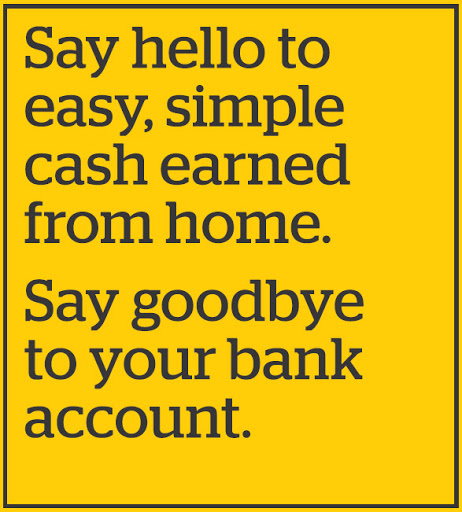 Say hello to
easy, simple
cash earned
from home.
Say goodbye
to your bank
account.